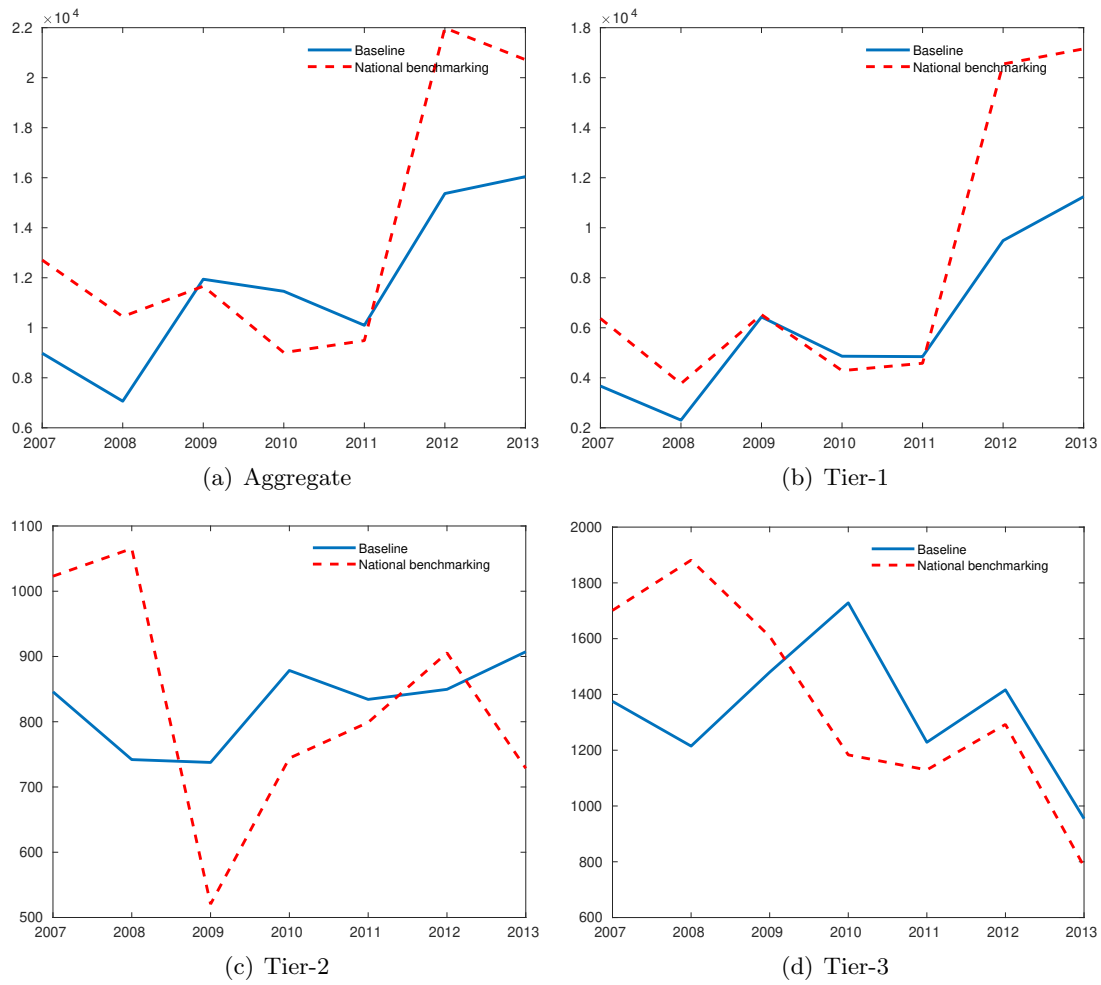 ×10 4
2.2
2
1.8
1.6
1.4
1.2
1
0.8
0.6
2007 2008 2009 2010 2011 2012 2013
Baseline
National benchmarking
(a) Aggregate
×10 4
1.8
1.6
1.4
1.2
1
0.8
0.6
0.4
0.2
2007 2008 2009 2010 2011 2012 2013
Baseline
National benchmarking
(b) Tier-1
1100
1000
900
800
700
600
500
2007 2008 2009 2010 2011 2012 2013
Baseline
National benchmarking
(c) Tier-2
2000
1800
1600
1400
1200
1000
800
600
2007 2008 2009 2010 2011 2012 2013
Baseline
National benchmarking
(d) Tier-3